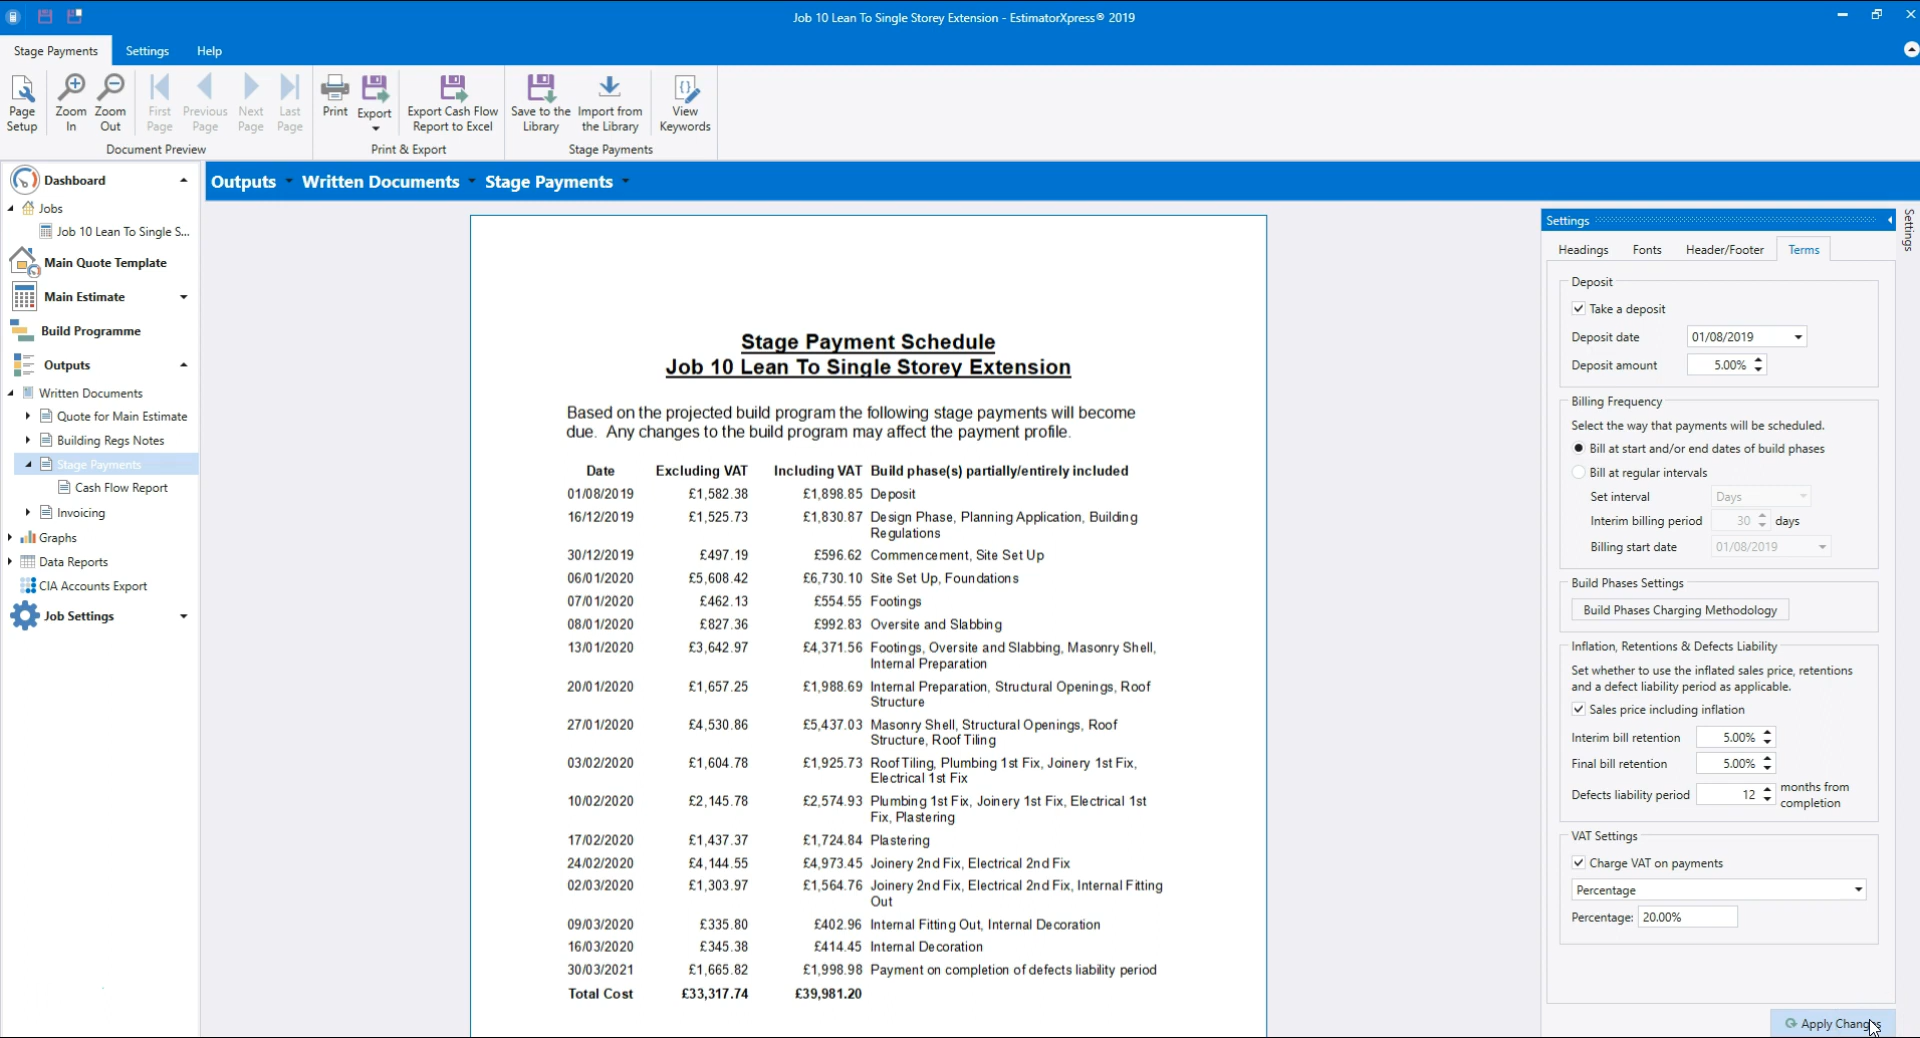 Job 10 Lean To Single Storey Extension - EstimatorXpress® 2019
Stage Payments Settings Help
Page Setup
Zoom In
Zoom Out
First Page
Previous Page
Next Page
Last Page
Print
Export
Export Cash Flow Report to Excel
Save to the Library
Import from the Library
View Keywords
Document Preview
Print & Export
Stage Payments
Dashboard
Jobs
Job 10 Lean To Single S...
Main Quote Template
Main Estimate
Build Programme
Outputs
Written Documents
Quote for Main Estimate
Building Regs Notes
Stage Payments
Cash Flow Report
Invoicing
Graphs
Data Reports
CIA Accounts Export
Job Settings
Outputs Written Documents Stage Payments
Stage Payment Schedule
Job 10 Lean To Single Storey Extension
Based on the projected build program the following stage payments will become
due. Any changes to the build program may affect the payment profile.
Date Excluding VAT Including VAT Build phase(s) partially/entirely included
01/08/2019 £1,582.38 £1,898.85 Deposit
16/12/2019 £1,525.73 £1,830.87 Design Phase, Planning Application, Building
Regulations
30/12/2019 £497.19 £596.62 Commencement, Site Set Up
06/01/2020 £5,608.42 £6,730.10 Site Set Up, Foundations
07/01/2020 £462.13 £554.55 Footings
08/01/2020 £827.36 £992.83 Oversite and Slabbing
13/01/2020 £3,642.97 £4,371.56 Footings, Oversite and Slabbing, Masonry Shell,
Internal Preparation
20/01/2020 £1,657.25 £1,988.69 Internal Preparation, Structural Openings, Roof
Structure
27/01/2020 £4,530.86 £5,437.03 Masonry Shell, Structural Openings, Roof
Structure, Roof Tiling
03/02/2020 £1,604.78 £1,925.73 Roof Tiling, Plumbing 1st Fix, Joinery 1st Fix,
Electrical 1st Fix
10/02/2020 £2,145.78 £2,574.93 Plumbing 1st Fix, Joinery 1st Fix, Electrical 1st
Fix, Plastering
17/02/2020 £1,437.37 £1,724.84 Plastering
24/02/2020 £4,144.55 £4,973.45 Joinery 2nd Fix, Electrical 2nd Fix
02/03/2020 £1,303.97 £1,564.76 Joinery 2nd Fix, Electrical 2nd Fix, Internal Fitting
Out
09/03/2020 £335.80 £402.96 Internal Fitting Out, Internal Decoration
16/03/2020 £345.38 £414.45 Internal Decoration
30/03/2021 £1,665.82 £1,998.98 Payment on completion of defects liability period
Total Cost £33,317.74 £39,981.20
Settings
Settings
Headings Fonts Header/Footer Terms
Deposit
Take a deposit
Deposit date 01/08/2019
Deposit amount 5.00%
Billing Frequency
Select the way that payments will be scheduled.
Bill at start and/or end dates of build phases
Bill at regular intervals
Set interval Days
Interim billing period 30 days
Billing start date 01/08/2019
Build Phases Settings
Build Phases Charging Methodology
Inflation, Retentions & Defects Liability
Set whether to use the inflated sales price, retentions
and a defect liability period as applicable.
Sales price including inflation
Interim bill retention 5.00%
Final bill retention 5.00%
Defects liability period 12 months from
completion
VAT Settings
Charge VAT on payments
Percentage
Percentage: 20.00%
Apply Changes